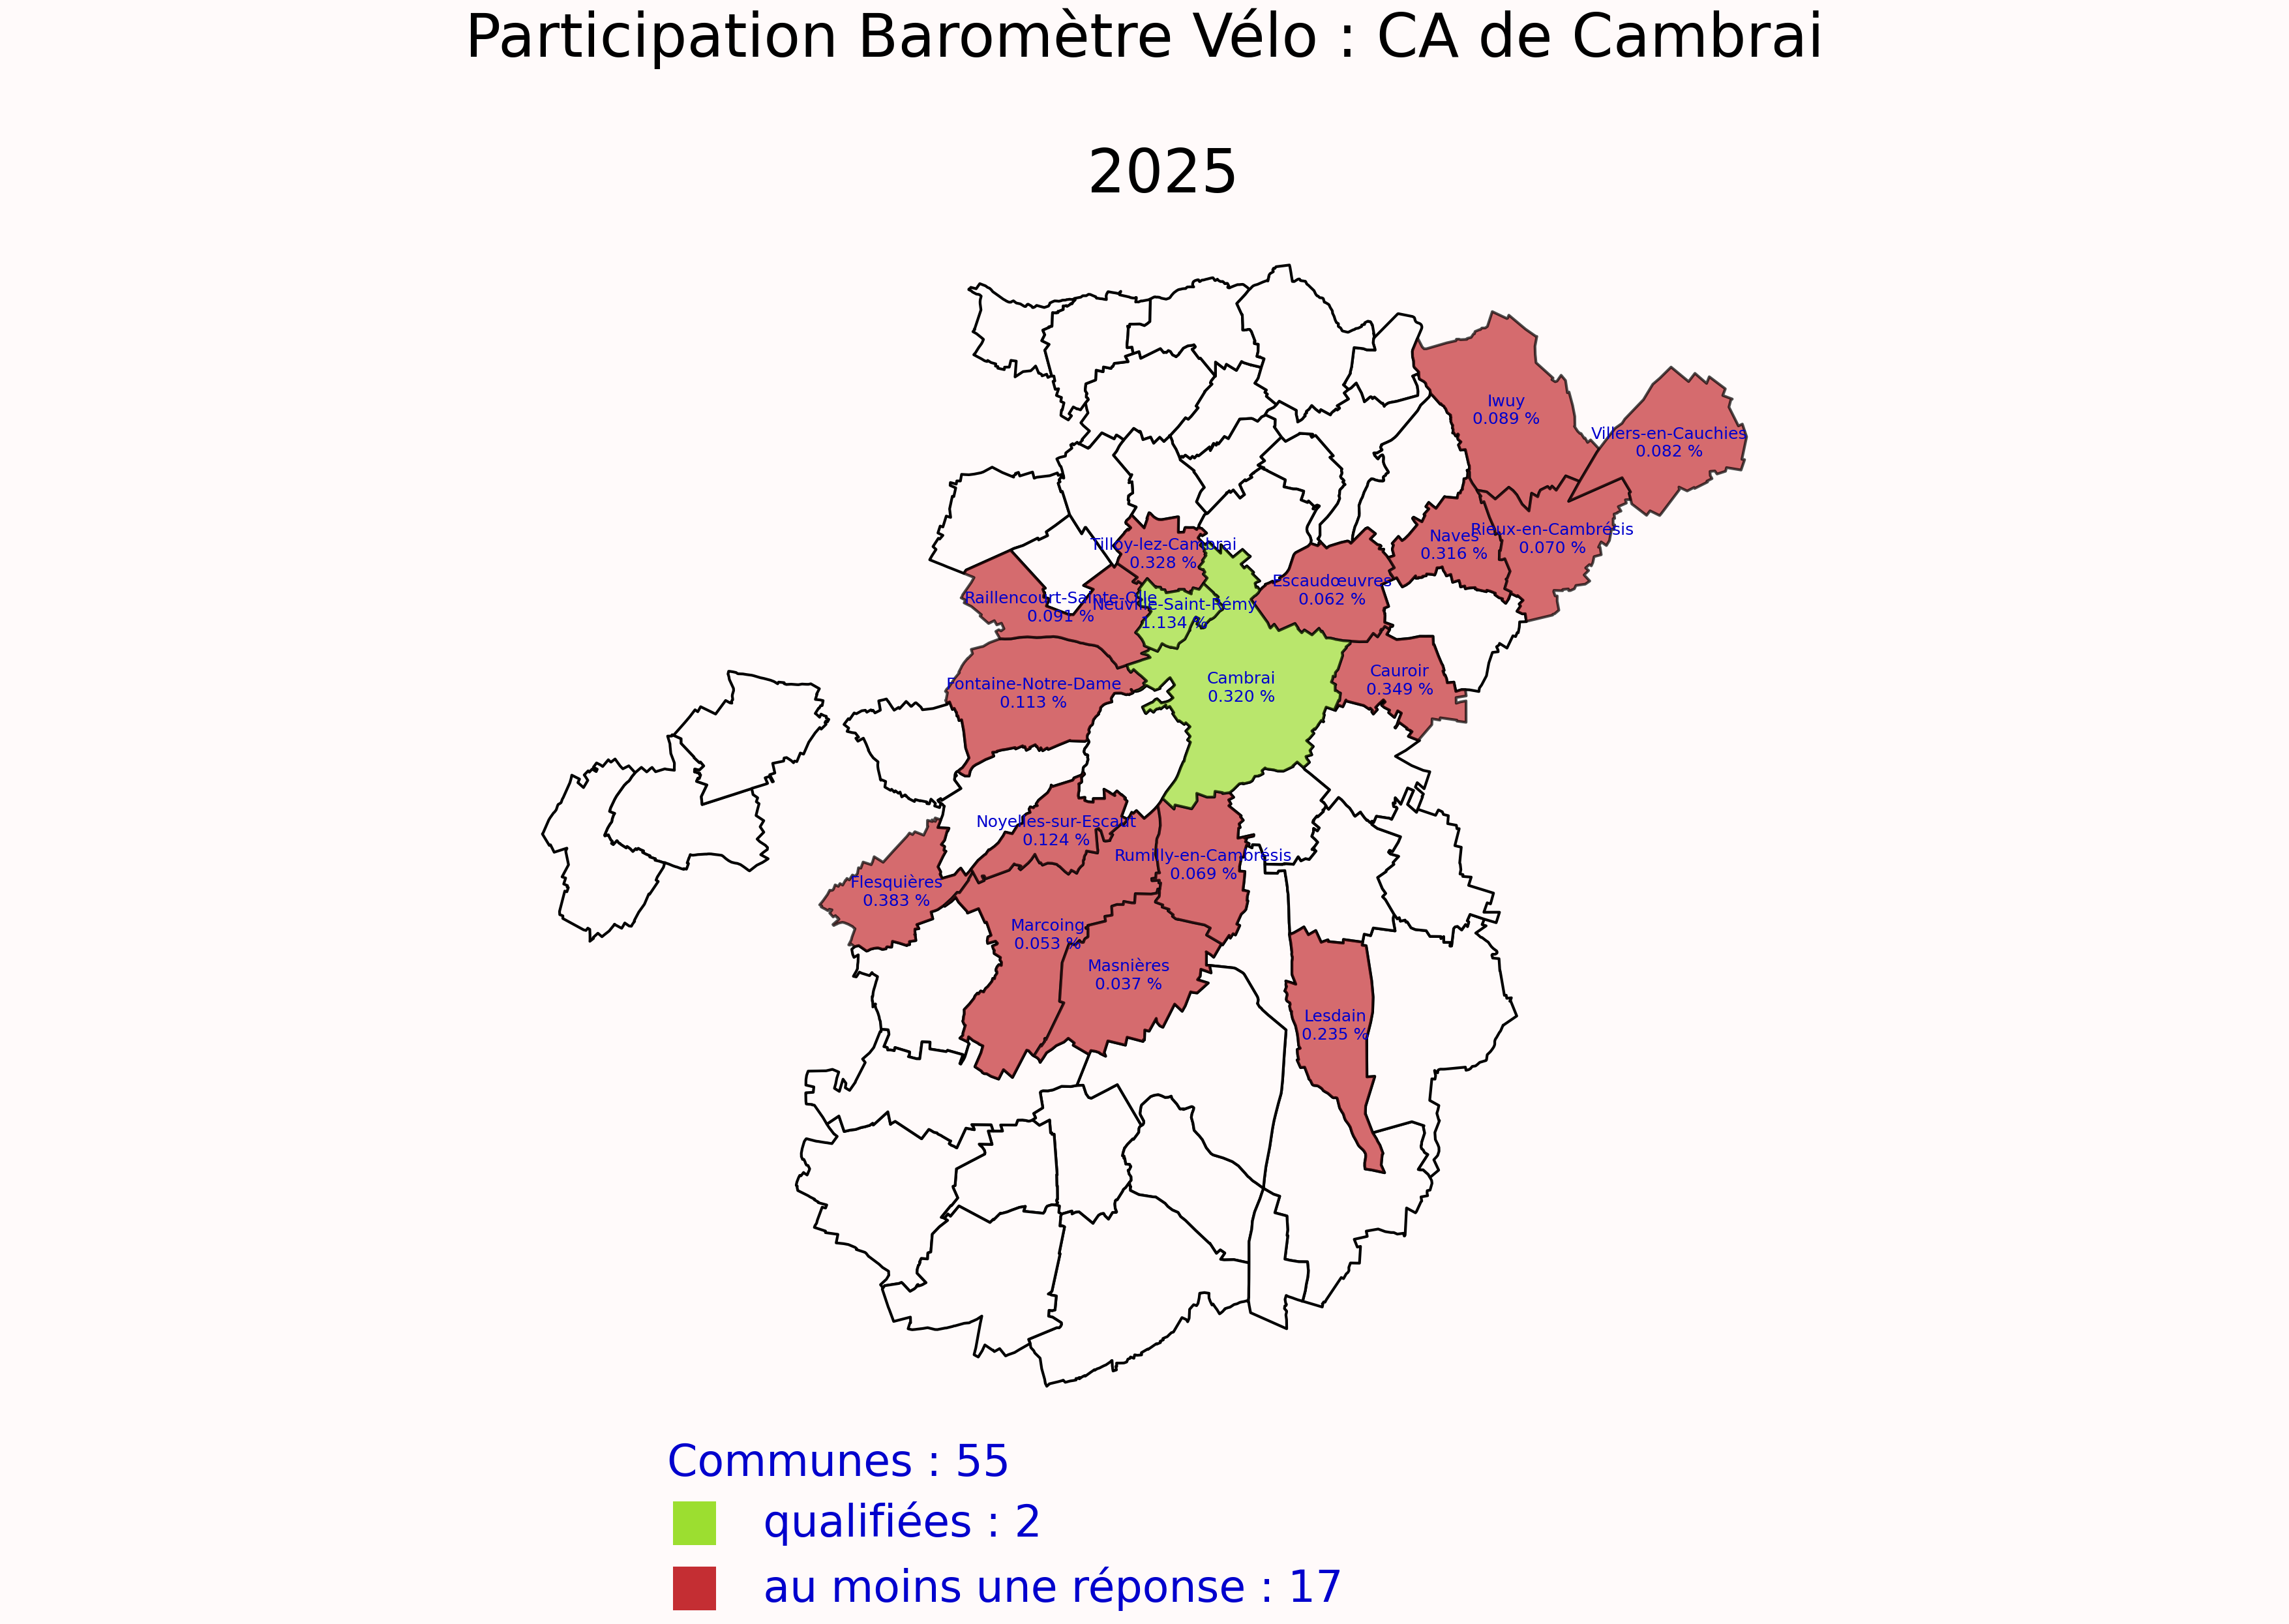 Participation Baromètre Vélo : CA de Cambrai
2025
Iwuy
0.089 %
Villers-en-Cauchies
0.082 %
Rieux-en-Cambrésis
0.070 %
Naves
0.316 %
Tilloy-lez-Cambrai
0.328 %
Escaudœuvres
0.062 %
Raillencourt-Sainte-Olle
0.091 %
Neuville-Saint-Rémy
1.134 %
Cauroir
0.349 %
Cambrai
0.320 %
Fontaine-Notre-Dame
0.113 %
Noyelles-sur-Escaut
0.124 %
Rumilly-en-Cambrésis
0.069 %
Flesquières
0.383 %
Marcoing
0.053 %
Masnières
0.037 %
Lesdain
0.235 %
Communes : 55
qualifiées : 2
au moins une réponse : 17